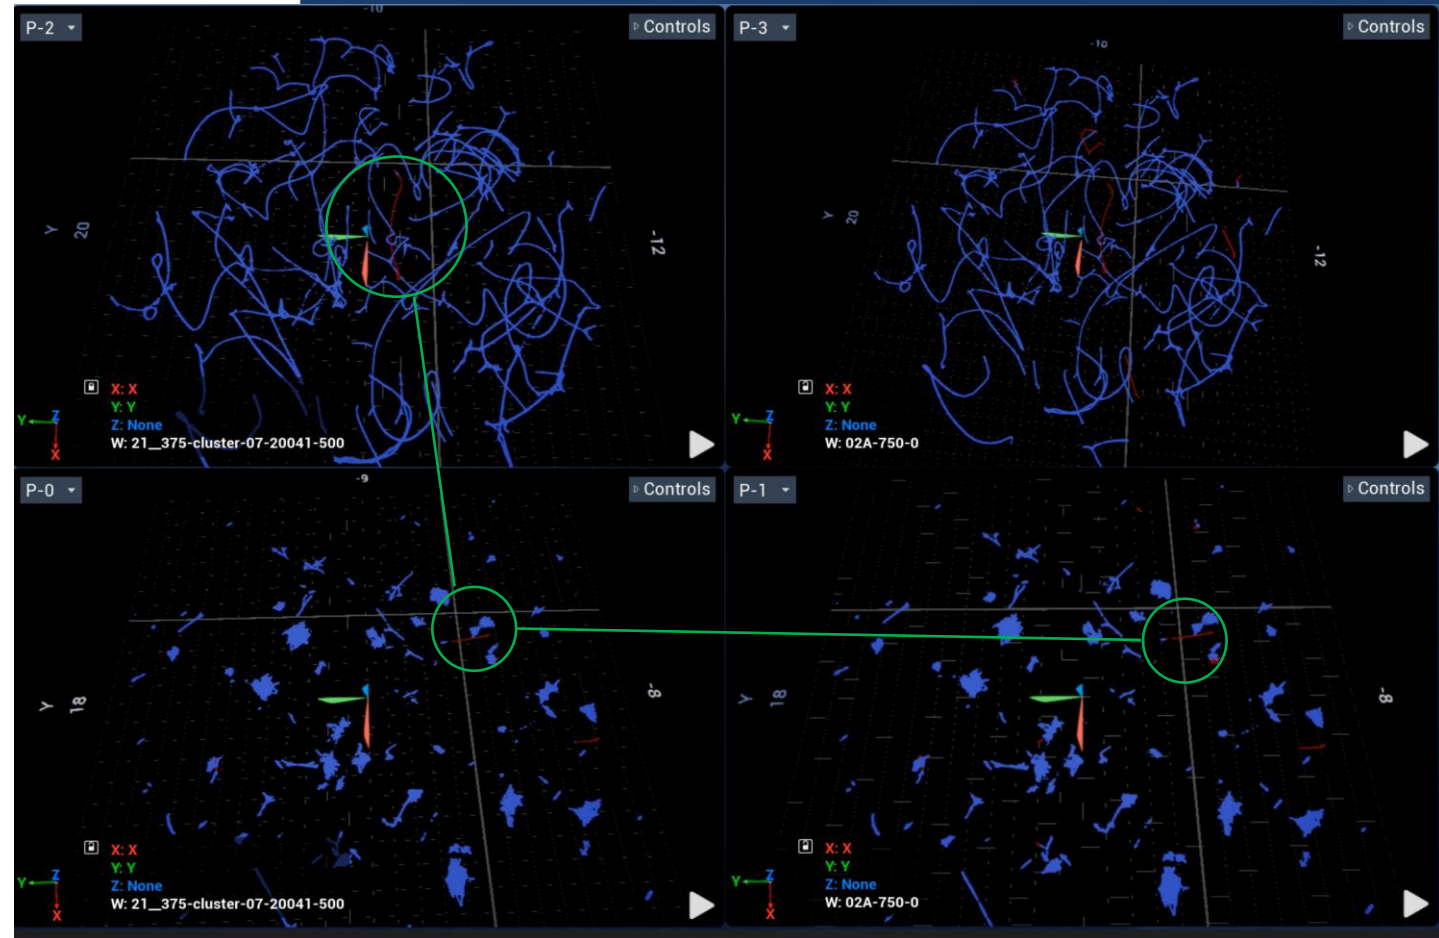 P-2
Controls
-10
Y
20
-12
X: X
Y: Y
Z: None
W: 21__375-cluster-07-20041-500
Y
Z
X
P-3
Controls
-10
Y
20
-12
X: X
Y: Y
Z: None
W: 02A-750-0
Y
Z
X
P-0
Controls
-9
Y
18
-8
X: X
Y: Y
Z: None
W: 21__375-cluster-07-20041-500
Y
Z
X
P-1
Controls
Y
18
-8
X: X
Y: Y
Z: None
W: 02A-750-0
Y
Z
X